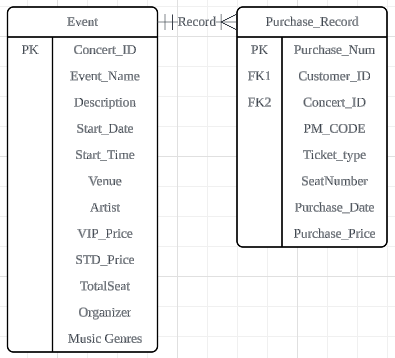 Event
Record
Purchase_Record
PK Concert_ID
Event_Name
Description
Start_Date
Start_Time
Venue
Artist
VIP_Price
STD_Price
TotalSeat
Organizer
Music Genres
PK Purchase_Num
FK1 Customer_ID
FK2 Concert_ID
PM_CODE
Ticket_type
SeatNumber
Purchase_Date
Purchase_Price